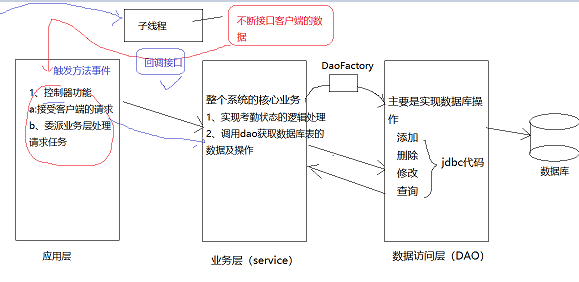 子线程
不断接口客户端的数
据
触发方法事件
回调接口
DaoFactory
1、控制器功能
a:接受客户端的请求
b、委派业务层处理
请求任务
整个系统的核心业务
1、实现考勤状态的逻辑处理
2、调用dao获取数据库表的
数据及操作
主要是实现数据库操
作
添加
删除
修改
查询
jdbc代码
数据库
应用层
业务层（service）
数据访问层（DAO）